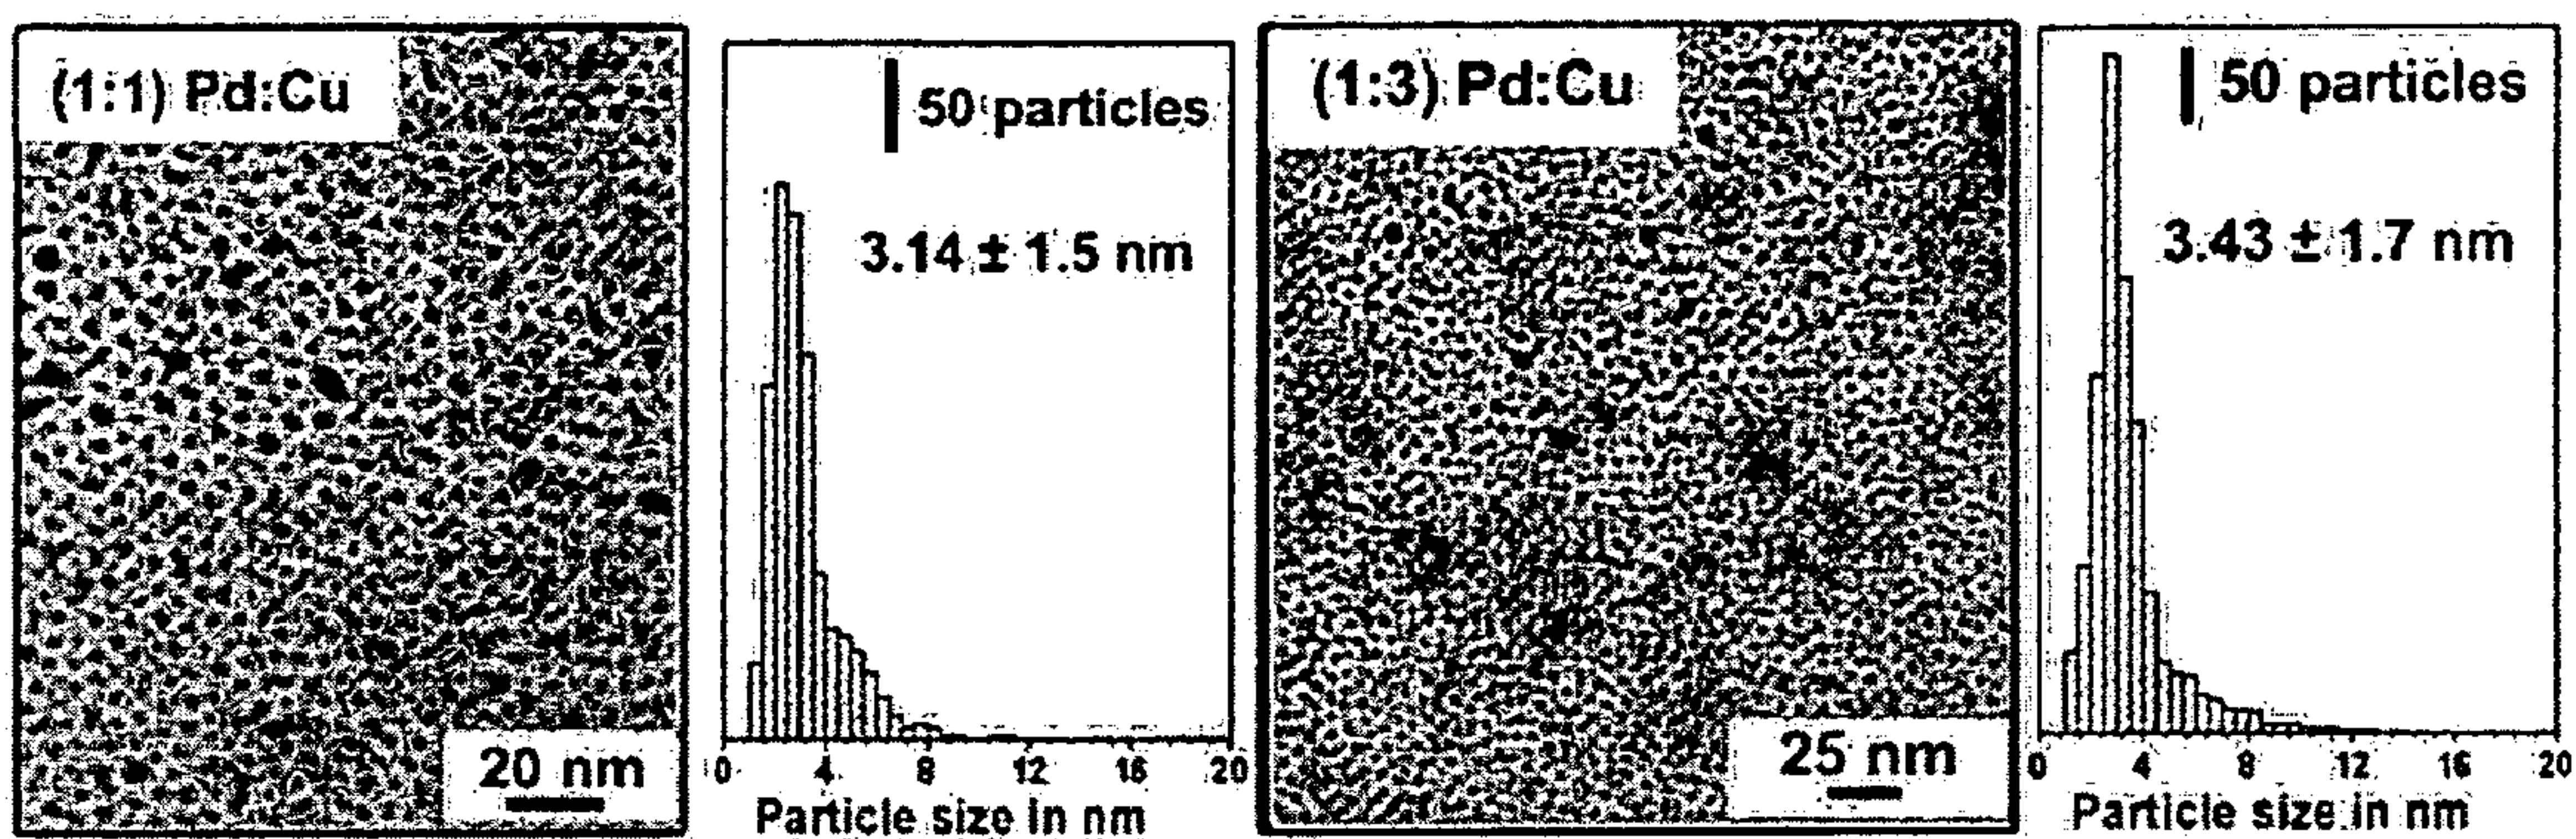 (1:1) Pd:Cu
20 nm
50 particles
3.14 ± 1.5 nm
0 4 8 12 16 20
Particle size in nm
(1:3) Pd:Cu
25 nm
50 particles
3.43 ± 1.7 nm
0 4 8 12 16 20
Particle size in nm